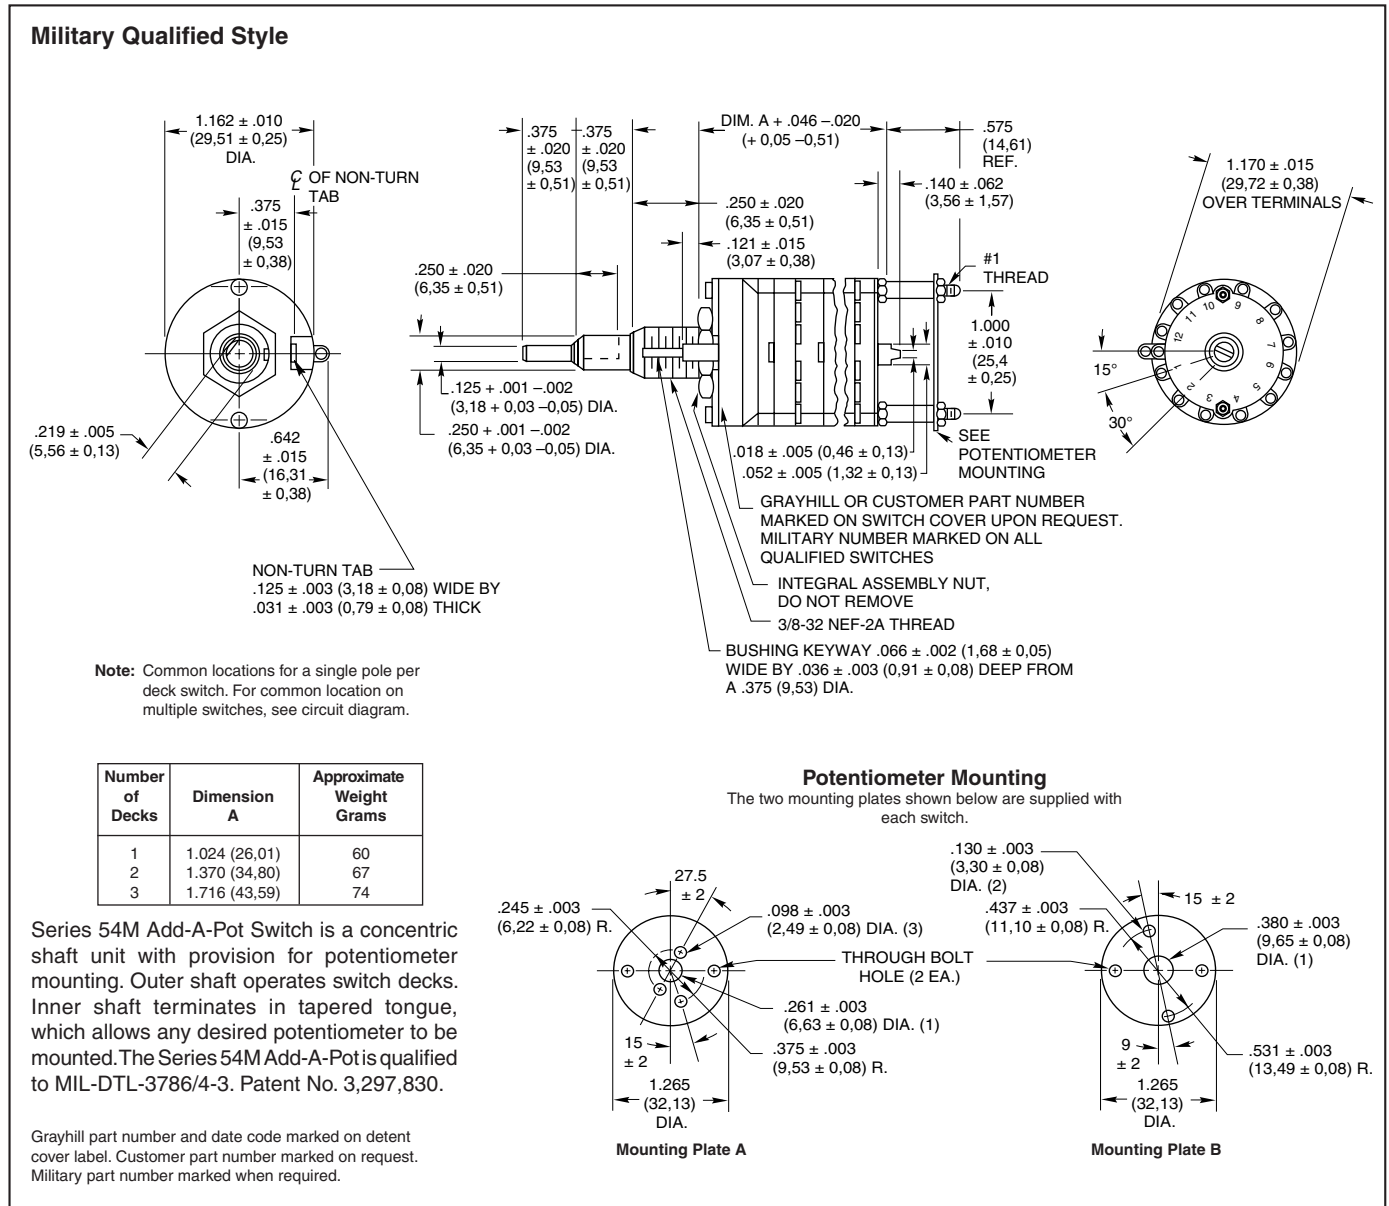 Military Qualified Style
1.162 ± .010
(29,51 ± 0,25)
DIA.
℄ OF NON-TURN
TAB
.375
± .015
(9,53
± 0,38)
.219 ± .005
(5,56 ± 0,13)
.642
± .015
(16,31
± 0,38)
NON-TURN TAB
.125 ± .003 (3,18 ± 0,08) WIDE BY
.031 ± .003 (0,79 ± 0,08) THICK
.375
± .020
(9,53
± 0,51)
.375
± .020
(9,53
± 0,51)
DIM. A + .046 –.020
(+ 0,05 –0,51)
.575
(14,61)
REF.
.140 ± .062
(3,56 ± 1,57)
.250 ± .020
(6,35 ± 0,51)
.121 ± .015
(3,07 ± 0,38)
.250 ± .020
(6,35 ± 0,51)
#1
THREAD
1.000
± .010
(25,4
± 0,25)
.125 + .001 –.002
(3,18 + 0,03 –0,05) DIA.
.250 + .001 –.002
(6,35 + 0,03 –0,05) DIA.
.018 ± .005 (0,46 ± 0,13)
.052 ± .005 (1,32 ± 0,13)
SEE
POTENTIOMETER
MOUNTING
GRAYHILL OR CUSTOMER PART NUMBER
MARKED ON SWITCH COVER UPON REQUEST.
MILITARY NUMBER MARKED ON ALL
QUALIFIED SWITCHES
INTEGRAL ASSEMBLY NUT,
DO NOT REMOVE
3/8-32 NEF-2A THREAD
BUSHING KEYWAY .066 ± .002 (1,68 ± 0,05)
WIDE BY .036 ± .003 (0,91 ± 0,08) DEEP FROM
A .375 (9,53) DIA.
1.170 ± .015
(29,72 ± 0,38)
OVER TERMINALS
1
2
3
4
5
6
7
8
9
10
11
12
15°
30°
Note: Common locations for a single pole per
deck switch. For common location on
multiple switches, see circuit diagram.
Number of Decks Dimension A Approximate Weight Grams
1 1.024 (26,01) 60
2 1.370 (34,80) 67
3 1.716 (43,59) 74
Series 54M Add-A-Pot Switch is a concentric
shaft unit with provision for potentiometer
mounting. Outer shaft operates switch decks.
Inner shaft terminates in tapered tongue,
which allows any desired potentiometer to be
mounted. The Series 54M Add-A-Pot is qualified
to MIL-DTL-3786/4-3. Patent No. 3,297,830.
Grayhill part number and date code marked on detent
cover label. Customer part number marked on request.
Military part number marked when required.
Potentiometer Mounting
The two mounting plates shown below are supplied with
each switch.
27.5
± 2
.245 ± .003
(6,22 ± 0,08) R.
.098 ± .003
(2,49 ± 0,08) DIA. (3)
THROUGH BOLT
HOLE (2 EA.)
.261 ± .003
(6,63 ± 0,08) DIA. (1)
.375 ± .003
(9,53 ± 0,08) R.
15
± 2
1.265
(32,13)
DIA.
Mounting Plate A
.130 ± .003
(3,30 ± 0,08)
DIA. (2)
15 ± 2
.437 ± .003
(11,10 ± 0,08) R.
.380 ± .003
(9,65 ± 0,08)
DIA. (1)
9
± 2
.531 ± .003
(13,49 ± 0,08) R.
1.265
(32,13)
DIA.
Mounting Plate B